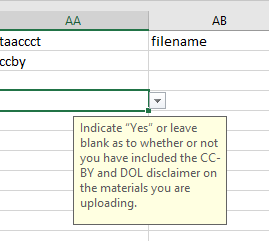 AA AB
taaccct filename
ccby
Indicate "Yes" or leave
blank as to whether or not
you have included the CC-
BY and DOL disclaimer on
the materials you are
uploading.